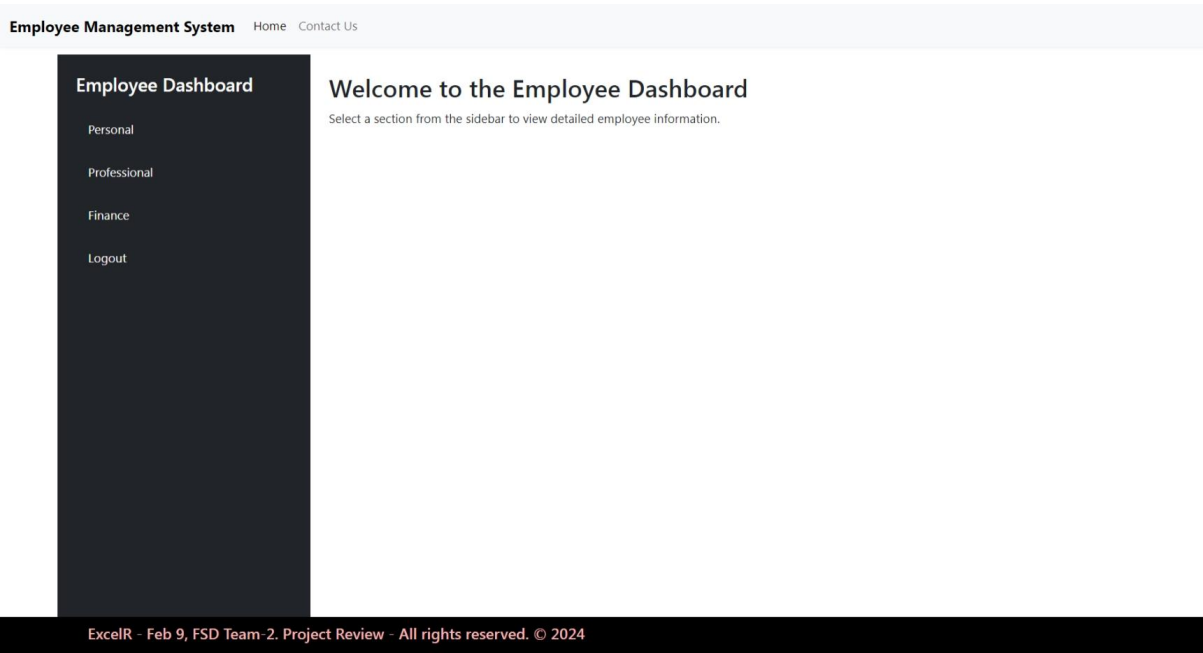 Employee Management System Home Contact Us
Employee Dashboard
Personal
Professional
Finance
Logout
Welcome to the Employee Dashboard
Select a section from the sidebar to view detailed employee information.
ExcelR - Feb 9, FSD Team-2. Project Review - All rights reserved. © 2024